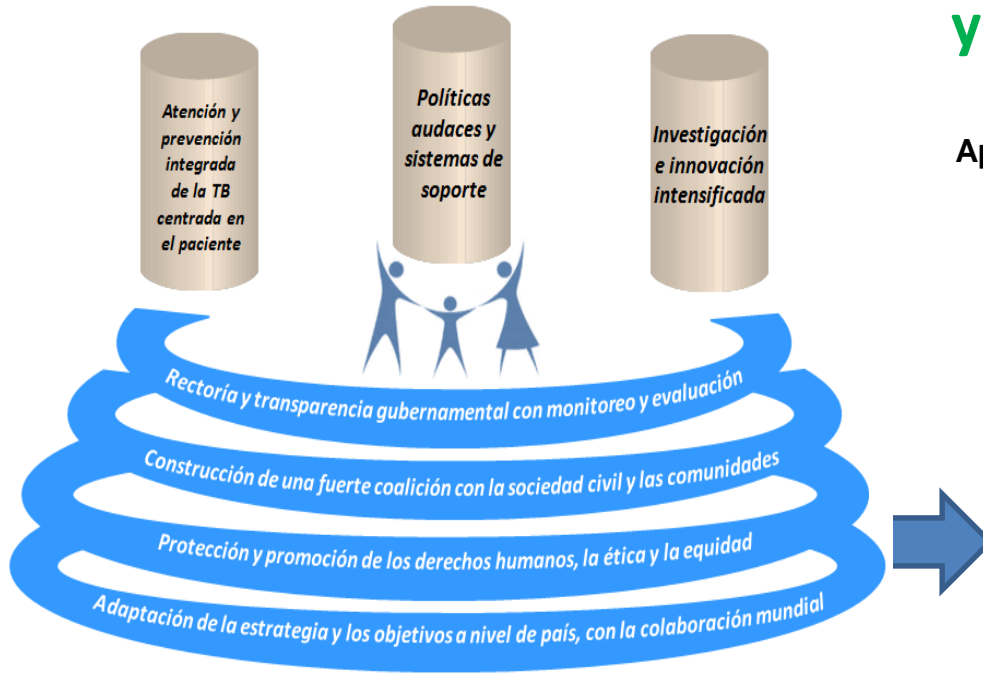 y
Ap
Atención y
prevención
integrada
de la TB
centrada en
el paciente
Políticas
audaces y
sistemas de
soporte
Investigación
e innovación
intensificada
Rectoría y transparencia gubernamental con monitoreo y evaluación
Construcción de una fuerte coalición con la sociedad civil y las comunidades
Protección y promoción de los derechos humanos, la ética y la equidad
Adaptación de la estrategia y los objetivos a nivel de país, con la colaboración mundial